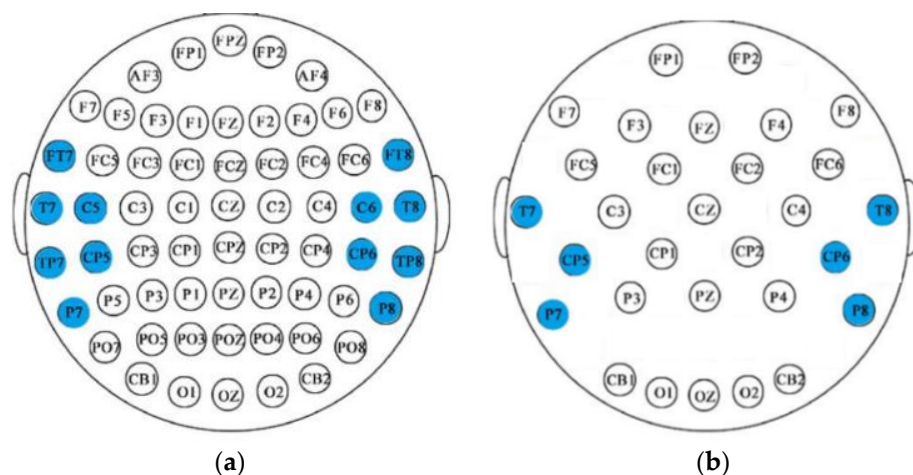 FP1 FPZ FP2
AF3 AF4
F7 F5 F3 F1 FZ F2 F4 F6 F8
FT7 FC5 FC3 FC1 FCZ FC2 FC4 FC6 FT8
T7 C5 C3 C1 CZ C2 C4 C6 T8
TP7 CP5 CP3 CP1 CPZ CP2 CP4 CP6 TP8
P7 P5 P3 P1 PZ P2 P4 P6 P8
PO7 PO5 PO3 POZ PO4 PO6 PO8
CB1 O1 OZ O2 CB2
(a)
FP1 FP2
F7 F3 FZ F4 F8
FC5 FC1 FC2 FC6
T7 C3 CZ C4 T8
CP5 CP1 CP2 CP6
P7 P3 PZ P4 P8
CB1 O1 OZ O2 CB2
(b)